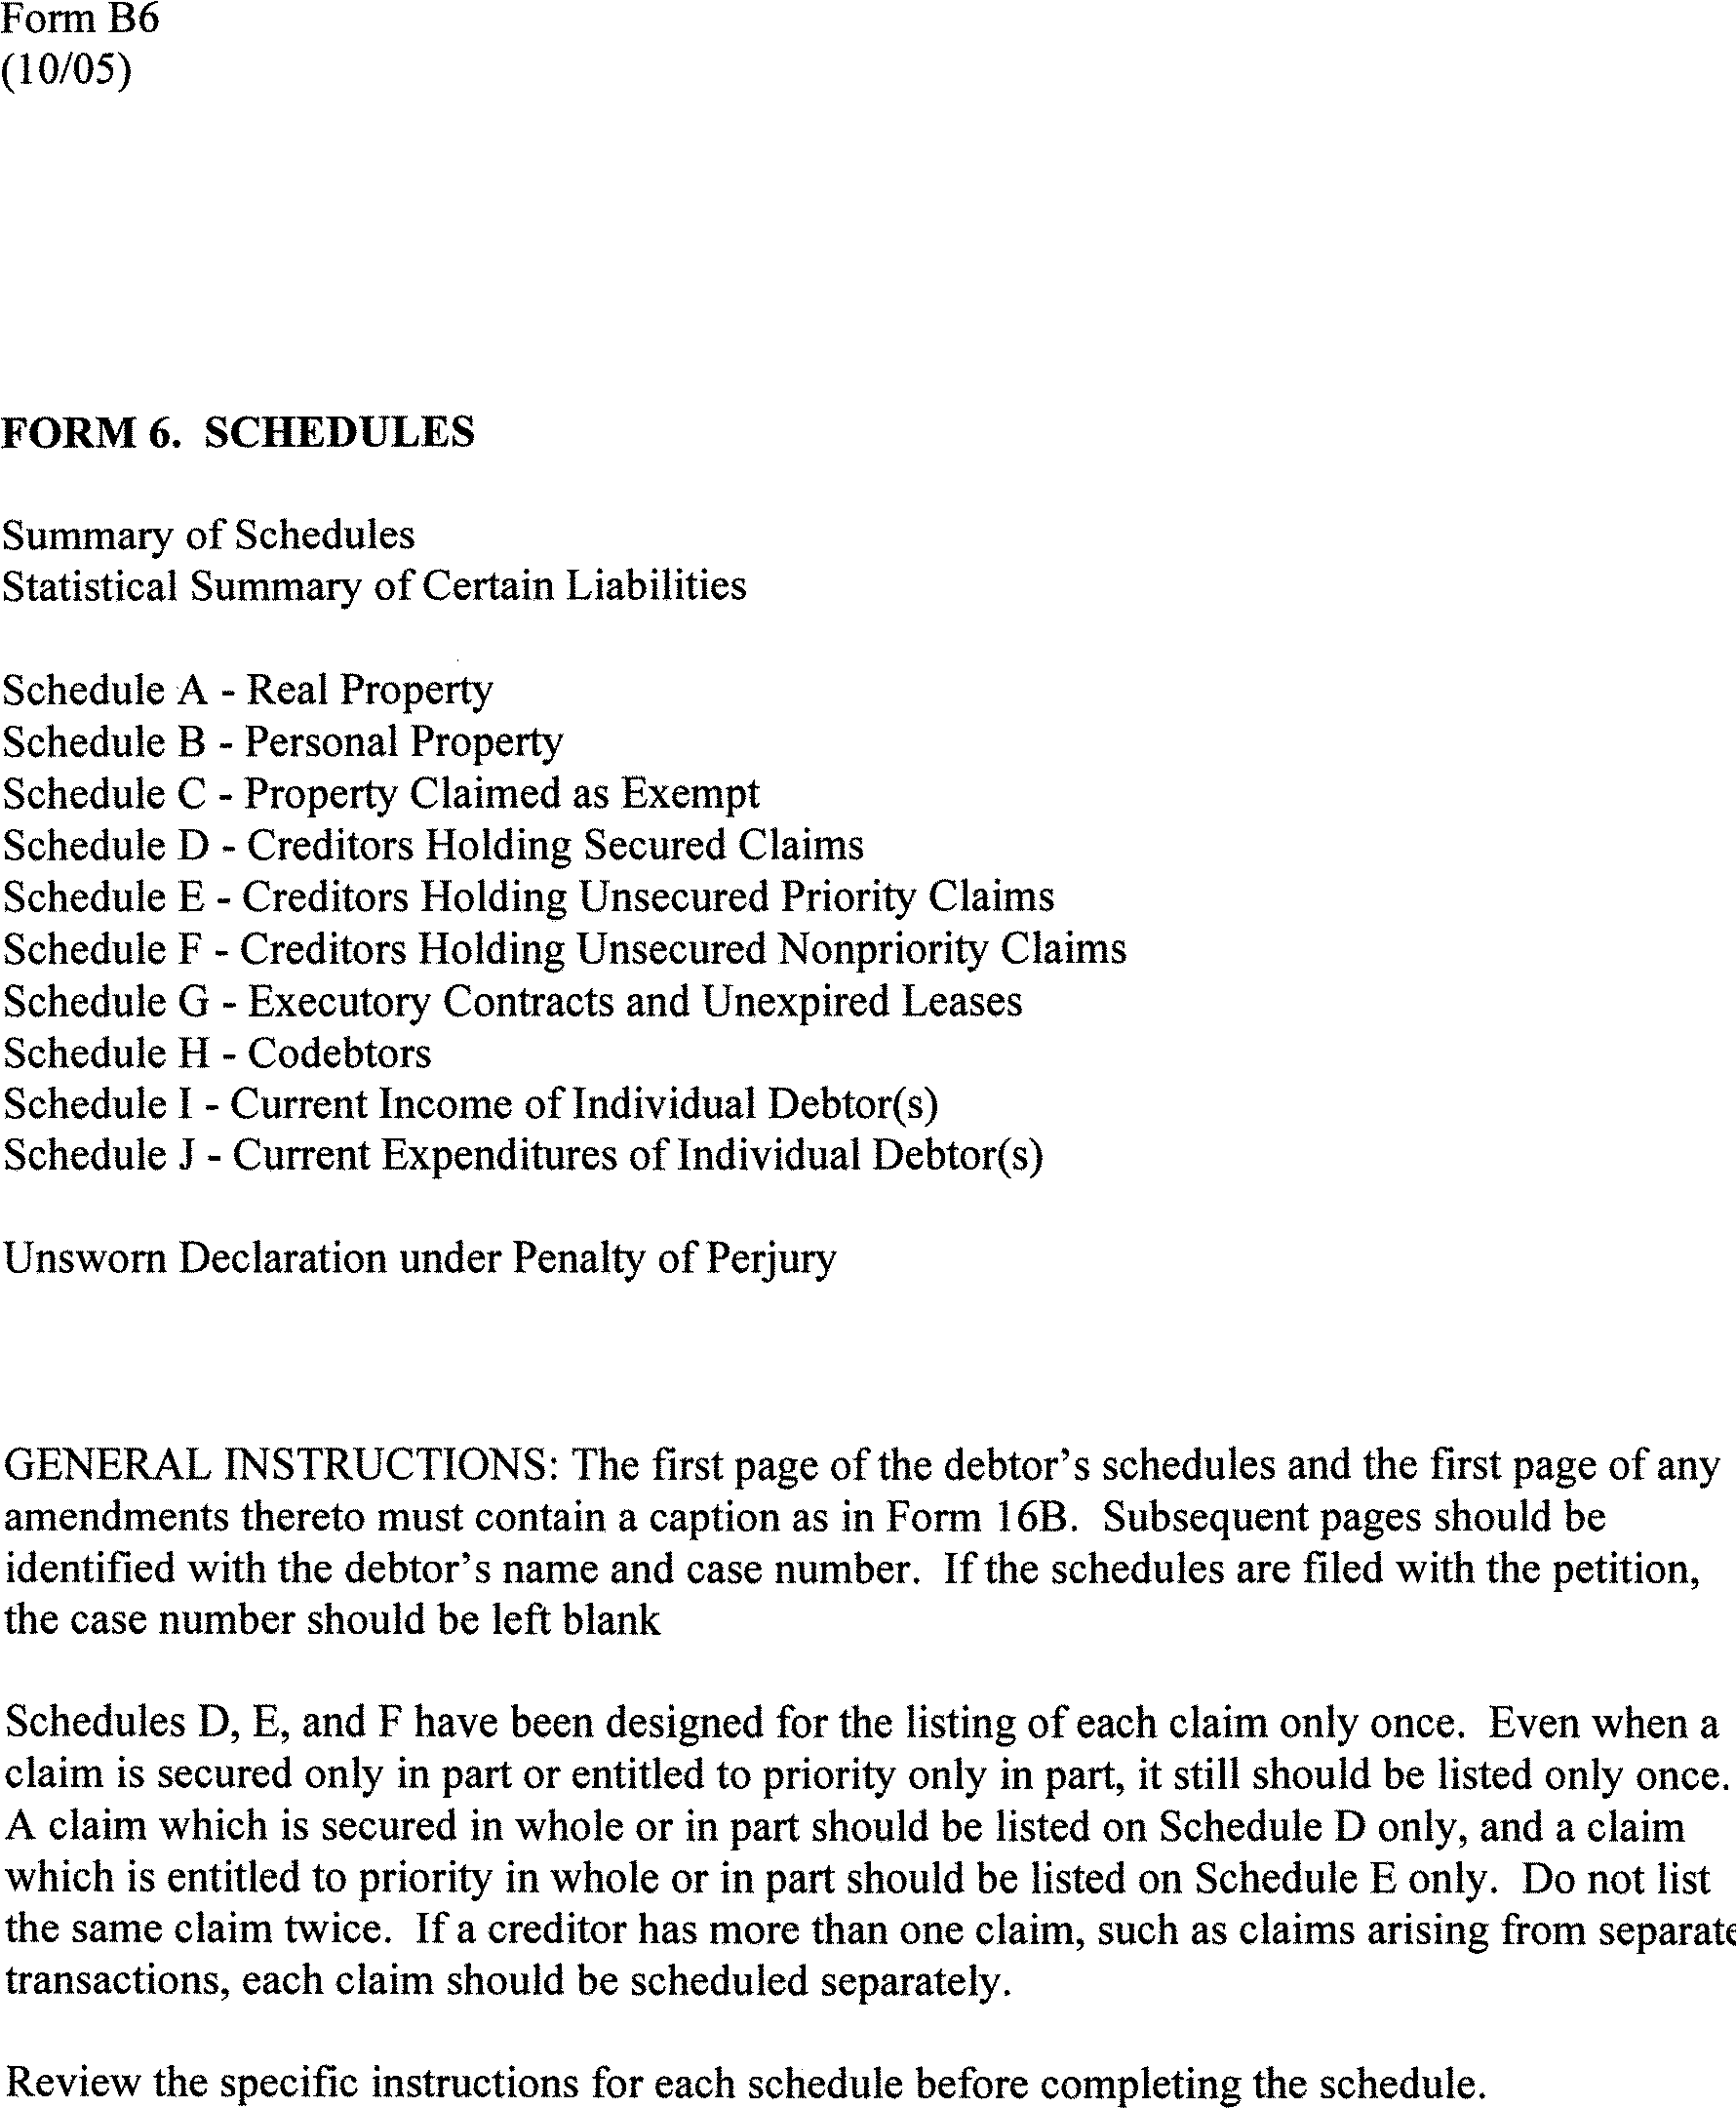 Form B6
(10/05)
FORM 6. SCHEDULES
Summary of Schedules
Statistical Summary of Certain Liabilities
Schedule A - Real Property
Schedule B - Personal Property
Schedule C - Property Claimed as Exempt
Schedule D - Creditors Holding Secured Claims
Schedule E - Creditors Holding Unsecured Priority Claims
Schedule F - Creditors Holding Unsecured Nonpriority Claims
Schedule G - Executory Contracts and Unexpired Leases
Schedule H - Codebtors
Schedule I - Current Income of Individual Debtor(s)
Schedule J - Current Expenditures of Individual Debtor(s)
Unsworn Declaration under Penalty of Perjury
GENERAL INSTRUCTIONS: The first page of the debtor's schedules and the first page of any
amendments thereto must contain a caption as in Form 16B. Subsequent pages should be
identified with the debtor's name and case number. If the schedules are filed with the petition,
the case number should be left blank
Schedules D, E, and F have been designed for the listing of each claim only once. Even when a
claim is secured only in part or entitled to priority only in part, it still should be listed only once.
A claim which is secured in whole or in part should be listed on Schedule D only, and a claim
which is entitled to priority in whole or in part should be listed on Schedule E only. Do not list
the same claim twice. If a creditor has more than one claim, such as claims arising from separate
transactions, each claim should be scheduled separately.
Review the specific instructions for each schedule before completing the schedule.